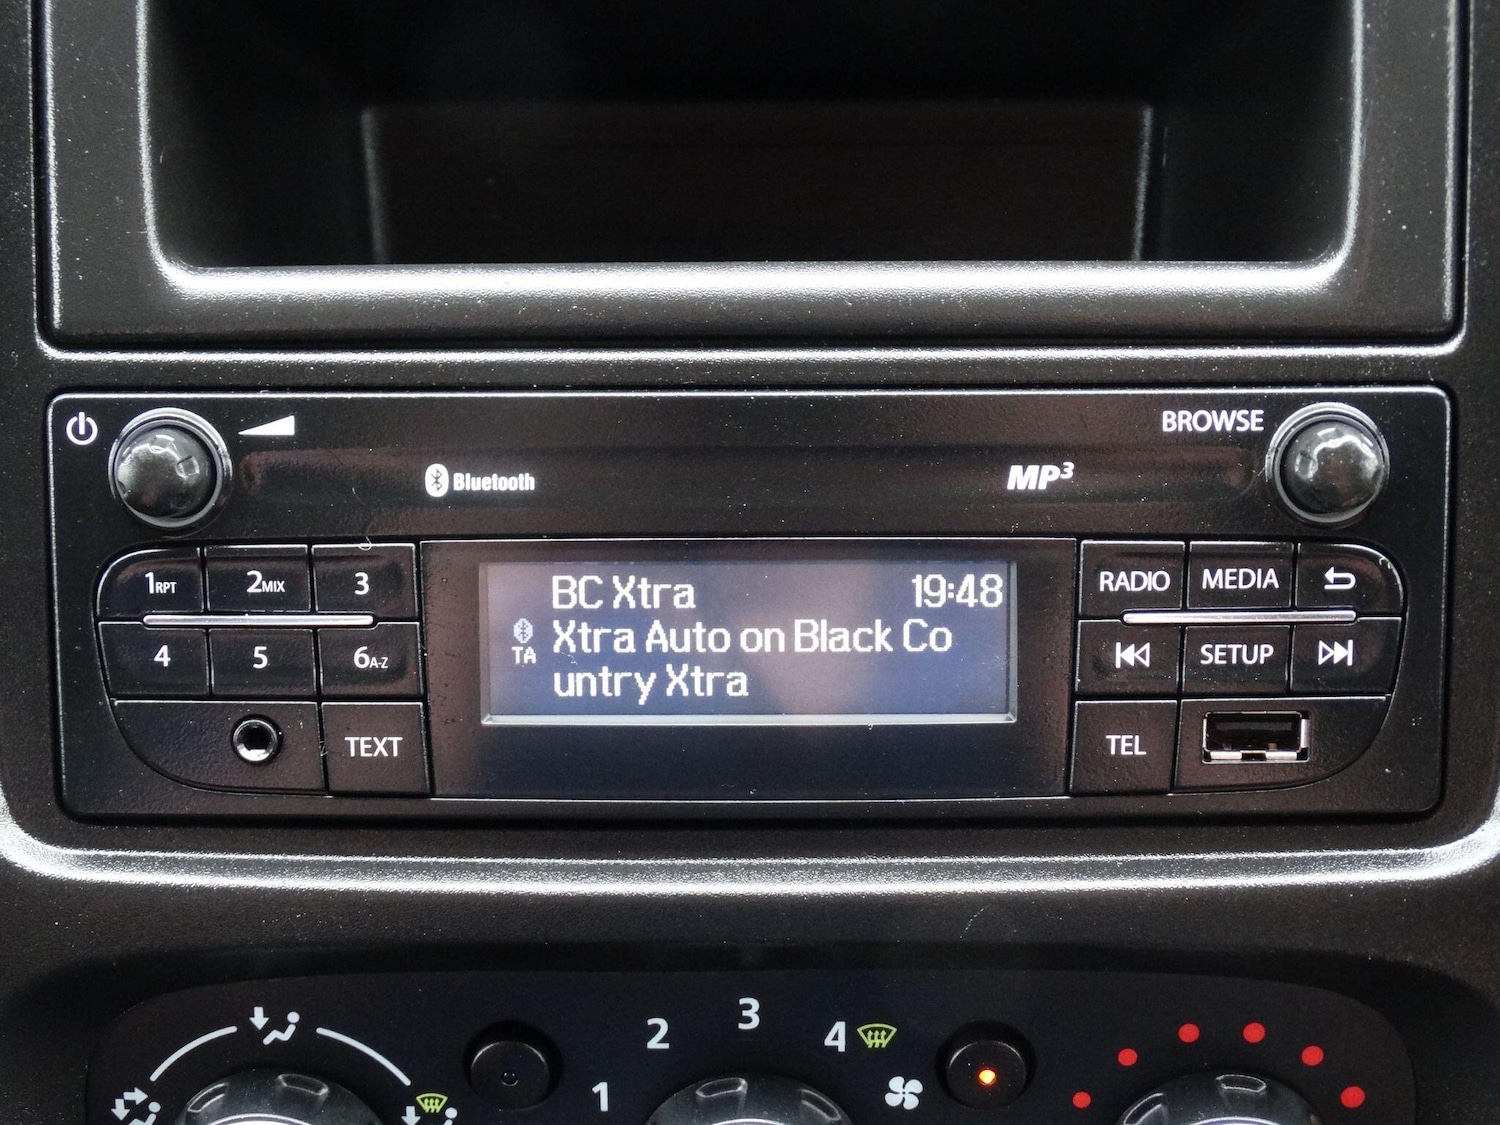 BROWSE
Bluetooth
MP3
1RPT 2MIX 3
BC Xtra 19:48
RADIO MEDIA
TA
Xtra Auto on Black Co
untry Xtra
4 5 6A-Z
SETUP
TEXT
TEL
1 2 3 4